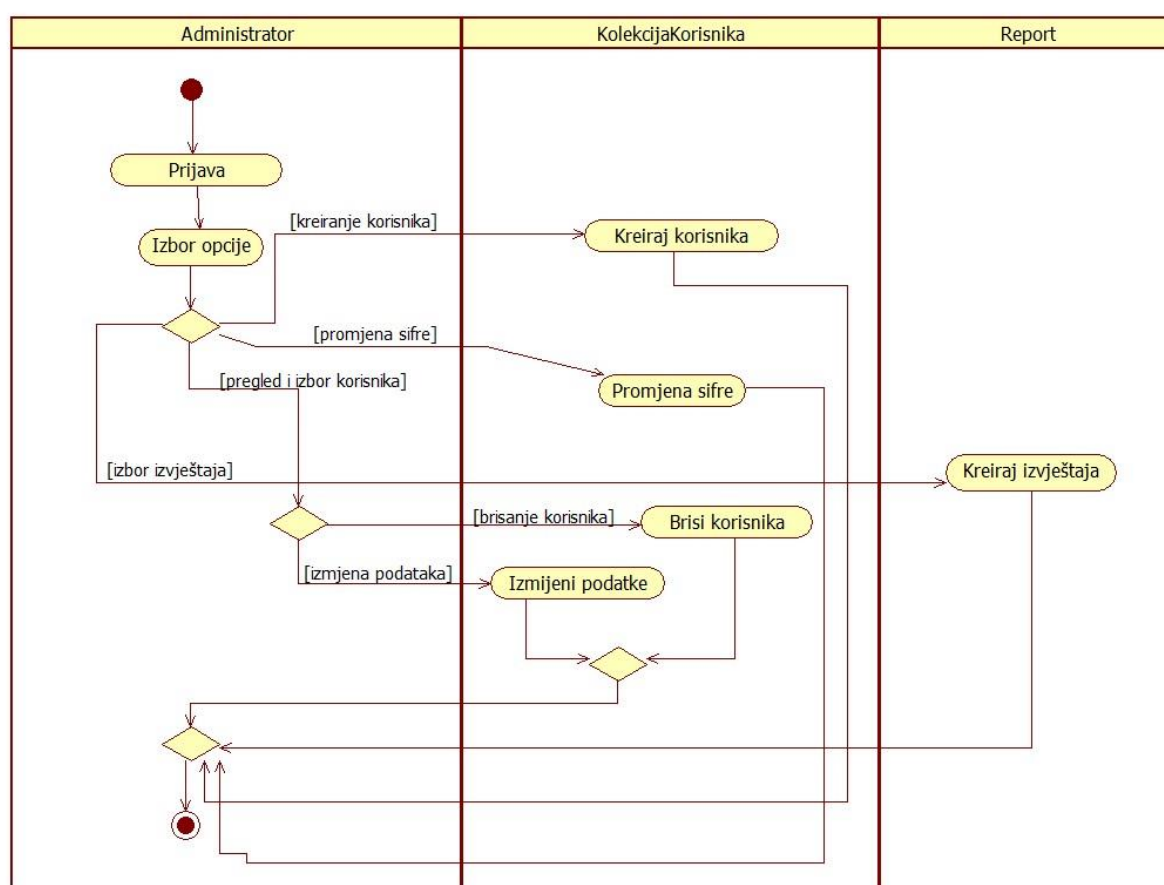 Administrator
KolekcijaKorisnika
Report
Prijava
[kreiranje korisnika]
Kreiraj korisnika
Izbor opcije
[promjena sifre]
[pregled i izbor korisnika]
Promjena sifre
[izbor izvještaja]
Kreiraj izvještaja
[brisanje korisnika]
Brisi korisnika
[izmjena podataka]
Izmijeni podatke